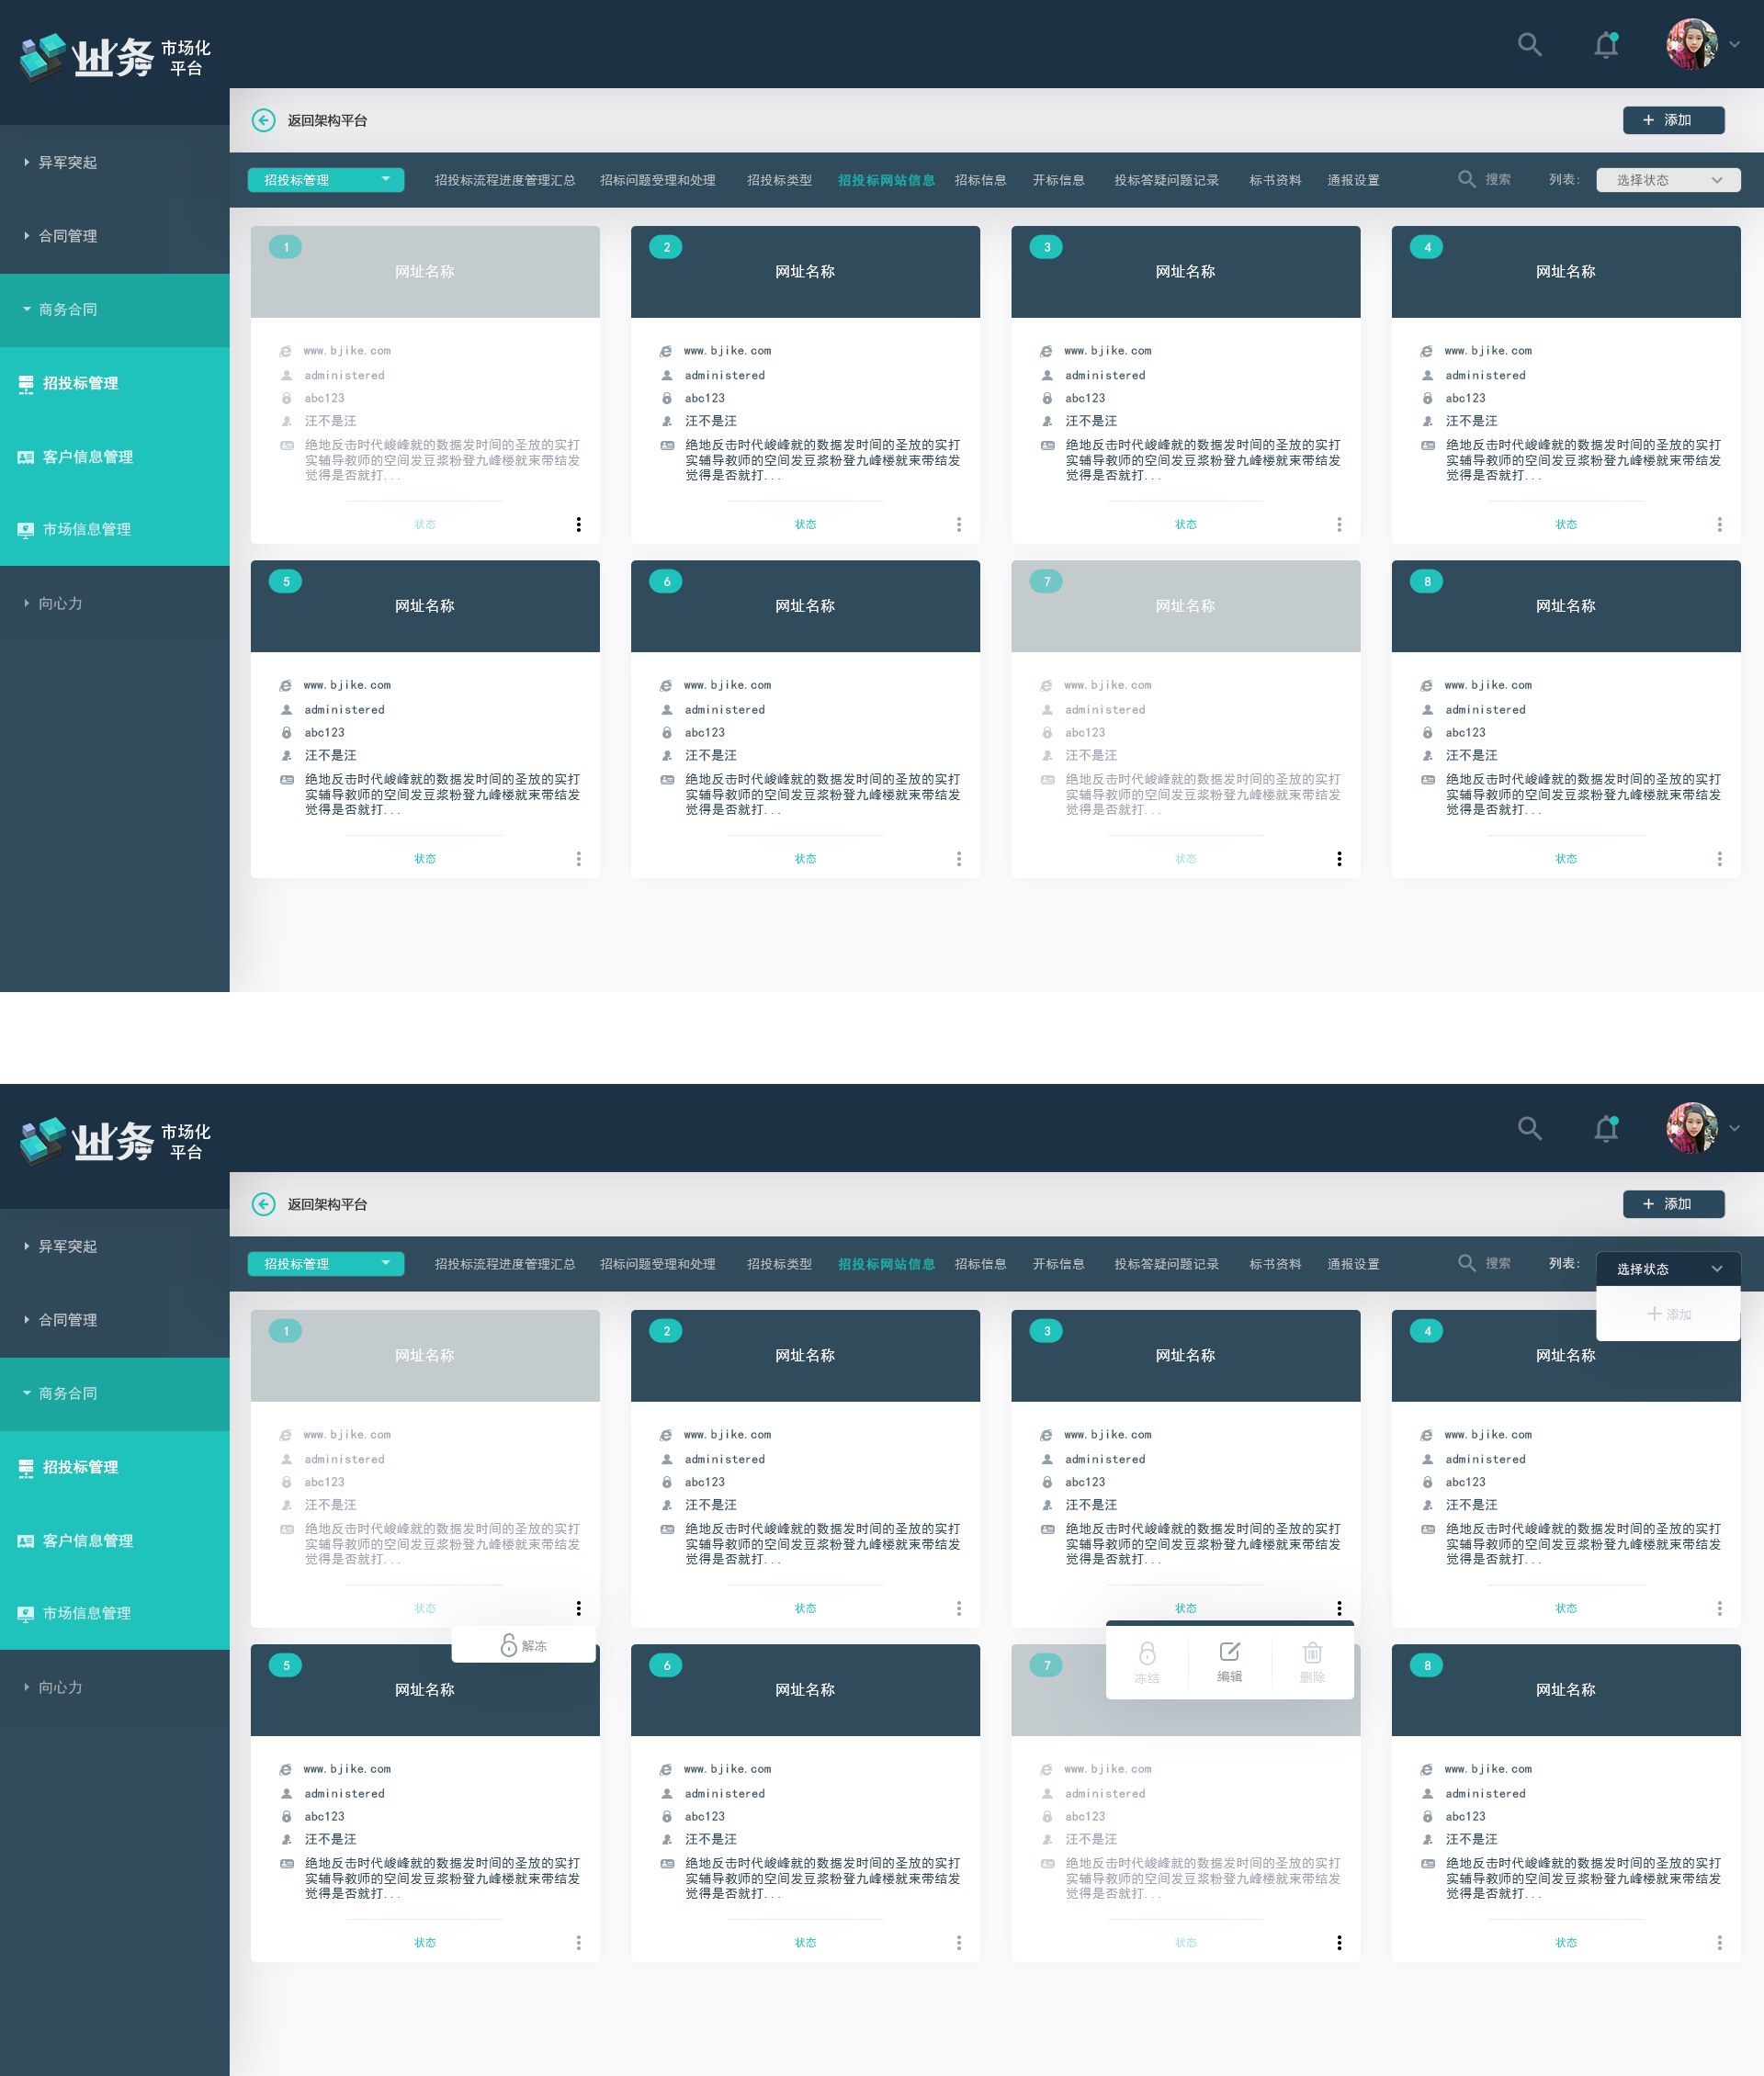 业务 市场化
平台
返回架构平台
+ 添加
招投标管理 招投标流程进度管理汇总 招标问题受理和处理 招投标类型 招投标网站信息 招标信息 开标信息 投标答疑问题记录 标书资料 通报设置 搜索 列表: 选择状态
异军突起
合同管理
商务合同
招投标管理
客户信息管理
市场信息管理
向心力
1
网址名称
www.bjike.com
administered
abc123
汪不是汪
绝地反击时代峻峰就的数据发时间的圣放的实打
实辅导教师的空间发豆浆粉登九峰楼就束带结发
觉得是否就打...
状态
2
网址名称
www.bjike.com
administered
abc123
汪不是汪
绝地反击时代峻峰就的数据发时间的圣放的实打
实辅导教师的空间发豆浆粉登九峰楼就束带结发
觉得是否就打...
状态
3
网址名称
www.bjike.com
administered
abc123
汪不是汪
绝地反击时代峻峰就的数据发时间的圣放的实打
实辅导教师的空间发豆浆粉登九峰楼就束带结发
觉得是否就打...
状态
4
网址名称
www.bjike.com
administered
abc123
汪不是汪
绝地反击时代峻峰就的数据发时间的圣放的实打
实辅导教师的空间发豆浆粉登九峰楼就束带结发
觉得是否就打...
状态
5
网址名称
www.bjike.com
administered
abc123
汪不是汪
绝地反击时代峻峰就的数据发时间的圣放的实打
实辅导教师的空间发豆浆粉登九峰楼就束带结发
觉得是否就打...
状态
6
网址名称
www.bjike.com
administered
abc123
汪不是汪
绝地反击时代峻峰就的数据发时间的圣放的实打
实辅导教师的空间发豆浆粉登九峰楼就束带结发
觉得是否就打...
状态
7
网址名称
www.bjike.com
administered
abc123
汪不是汪
绝地反击时代峻峰就的数据发时间的圣放的实打
实辅导教师的空间发豆浆粉登九峰楼就束带结发
觉得是否就打...
状态
8
网址名称
www.bjike.com
administered
abc123
汪不是汪
绝地反击时代峻峰就的数据发时间的圣放的实打
实辅导教师的空间发豆浆粉登九峰楼就束带结发
觉得是否就打...
状态
业务 市场化
平台
返回架构平台
+ 添加
招投标管理 招投标流程进度管理汇总 招标问题受理和处理 招投标类型 招投标网站信息 招标信息 开标信息 投标答疑问题记录 标书资料 通报设置 搜索 列表: 选择状态
+ 添加
异军突起
合同管理
商务合同
招投标管理
客户信息管理
市场信息管理
向心力
1
网址名称
www.bjike.com
administered
abc123
汪不是汪
绝地反击时代峻峰就的数据发时间的圣放的实打
实辅导教师的空间发豆浆粉登九峰楼就束带结发
觉得是否就打...
状态
解冻
2
网址名称
www.bjike.com
administered
abc123
汪不是汪
绝地反击时代峻峰就的数据发时间的圣放的实打
实辅导教师的空间发豆浆粉登九峰楼就束带结发
觉得是否就打...
状态
3
网址名称
www.bjike.com
administered
abc123
汪不是汪
绝地反击时代峻峰就的数据发时间的圣放的实打
实辅导教师的空间发豆浆粉登九峰楼就束带结发
觉得是否就打...
状态
冻结 编辑 删除
4
网址名称
www.bjike.com
administered
abc123
汪不是汪
绝地反击时代峻峰就的数据发时间的圣放的实打
实辅导教师的空间发豆浆粉登九峰楼就束带结发
觉得是否就打...
状态
5
网址名称
www.bjike.com
administered
abc123
汪不是汪
绝地反击时代峻峰就的数据发时间的圣放的实打
实辅导教师的空间发豆浆粉登九峰楼就束带结发
觉得是否就打...
状态
6
网址名称
www.bjike.com
administered
abc123
汪不是汪
绝地反击时代峻峰就的数据发时间的圣放的实打
实辅导教师的空间发豆浆粉登九峰楼就束带结发
觉得是否就打...
状态
7
www.bjike.com
administered
abc123
汪不是汪
绝地反击时代峻峰就的数据发时间的圣放的实打
实辅导教师的空间发豆浆粉登九峰楼就束带结发
觉得是否就打...
状态
8
网址名称
www.bjike.com
administered
abc123
汪不是汪
绝地反击时代峻峰就的数据发时间的圣放的实打
实辅导教师的空间发豆浆粉登九峰楼就束带结发
觉得是否就打...
状态